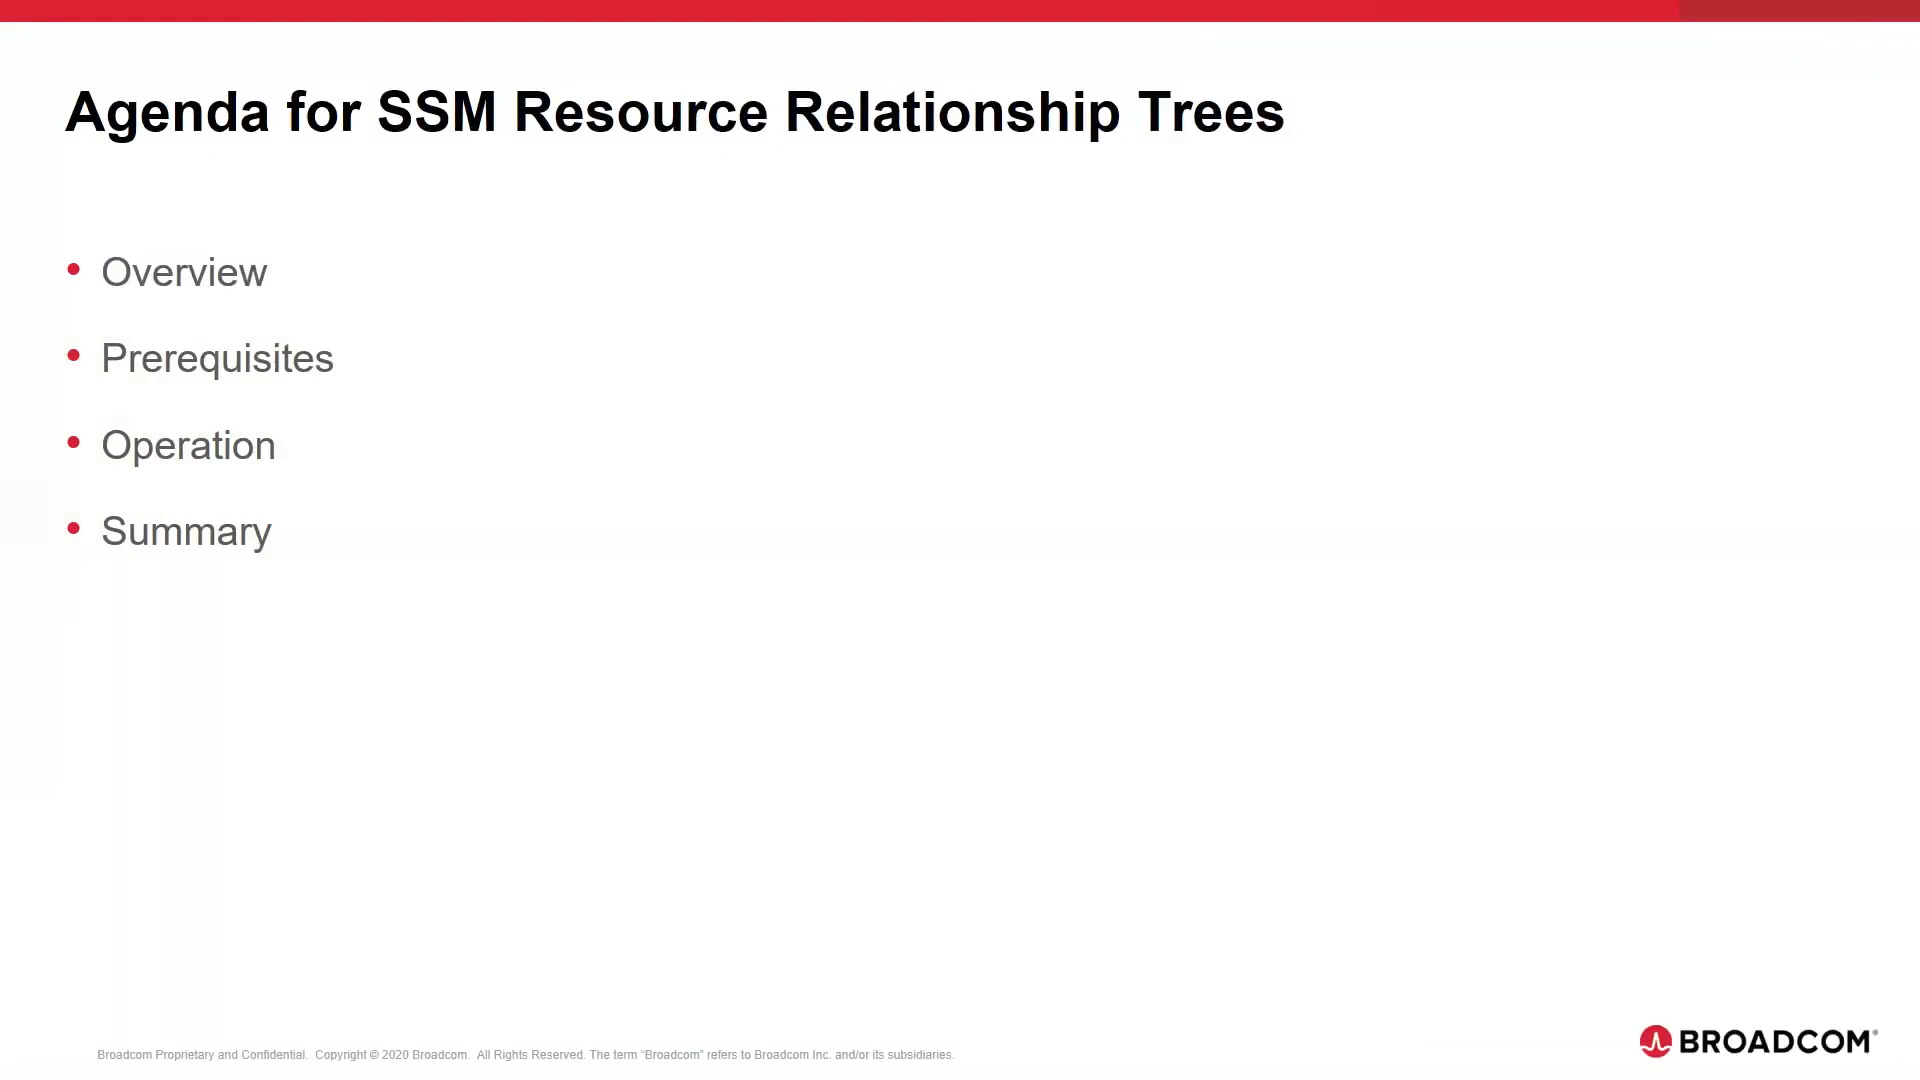 Agenda for SSM Resource Relationship Trees
• Overview
• Prerequisites
• Operation
• Summary
Broadcom Proprietary and Confidential. Copyright © 2020 Broadcom. All Rights Reserved. The term “Broadcom” refers to Broadcom Inc. and/or its subsidiaries.
BROADCOM®